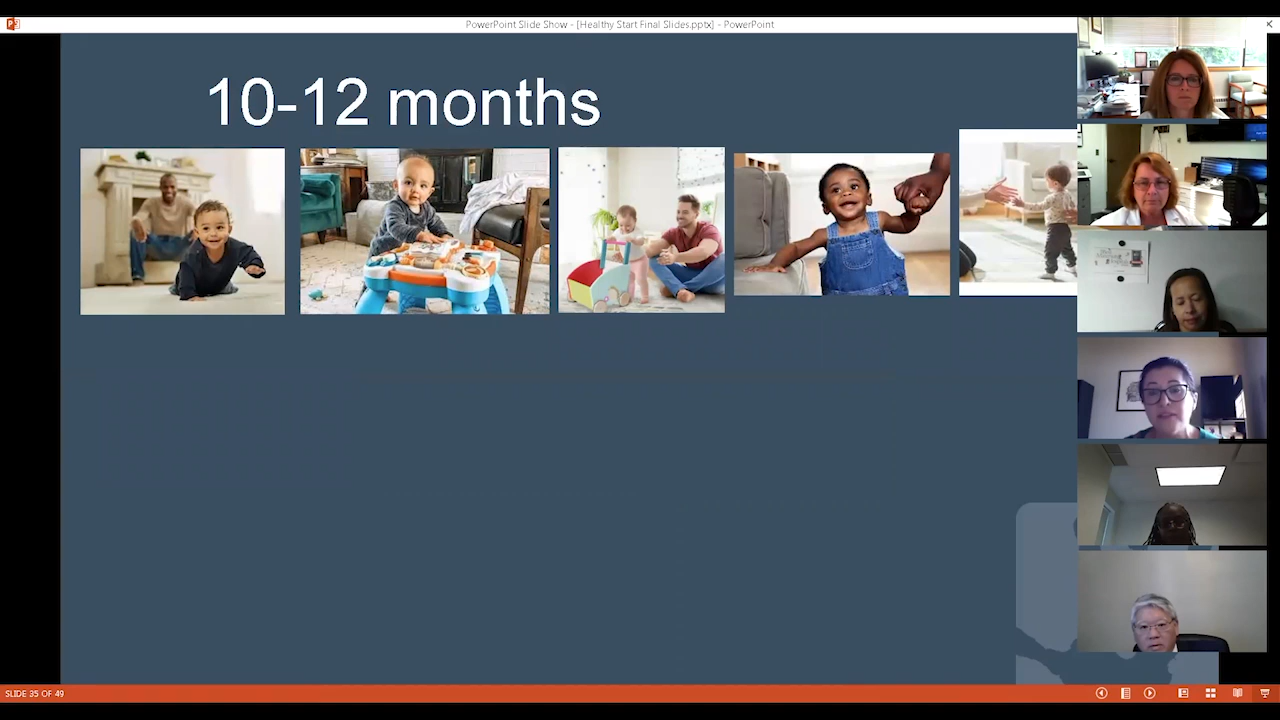 PowerPoint Slide Show - [Healthy Start Final Slides.pptx] - PowerPoint
10-12 months
SLIDE 35 OF 49